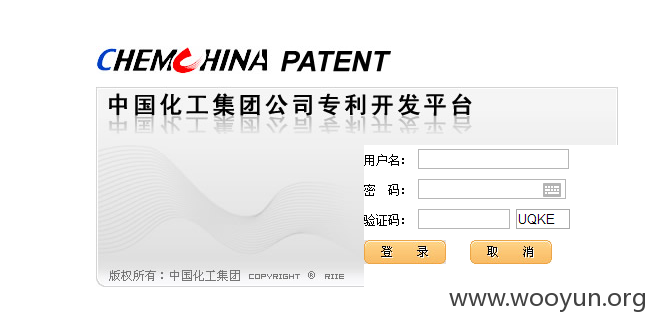 CHEMCHINA PATENT
中国化工集团公司专利开发平台
用户名：
密 码：
验证码： UQKE
登 录 取 消
版权所有：中国化工集团 COPYRIGHT ® RIIE
www.wooyun.org